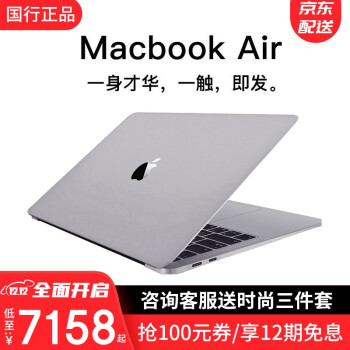 国行正品
京东
配送
Macbook Air
一身才华，一触，即发。
12.12 全面开启
低至 ¥7158起
咨询客服送时尚三件套
抢100元券/享12期免息